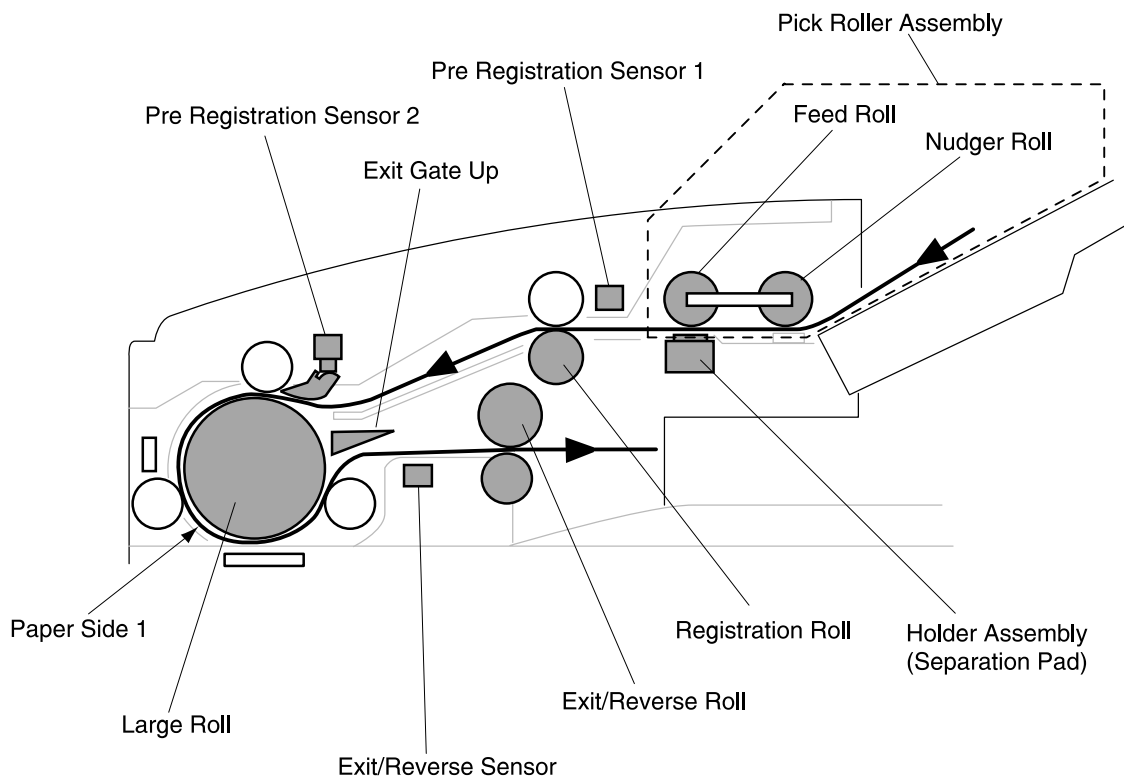 Pick Roller Assembly
Pre Registration Sensor 1
Feed Roll
Pre Registration Sensor 2
Nudger Roll
Exit Gate Up
Paper Side 1
Registration Roll
Holder Assembly
(Separation Pad)
Exit/Reverse Roll
Large Roll
Exit/Reverse Sensor